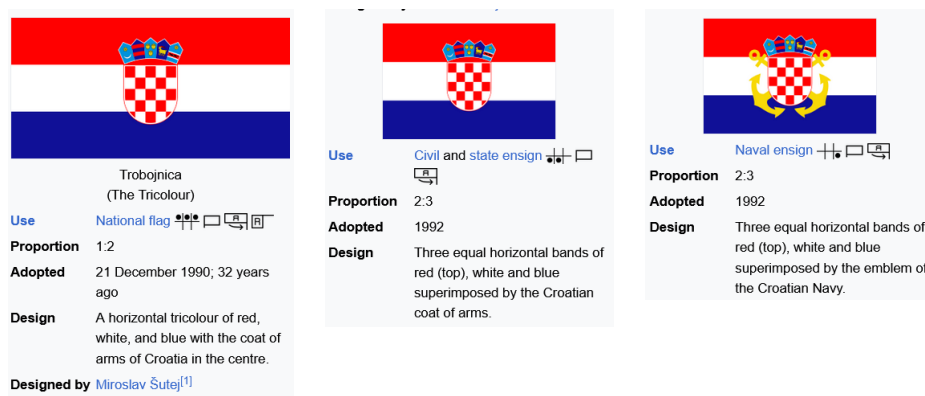 Trobojnica
(The Tricolour)
Use National flag
Proportion 1:2
Adopted 21 December 1990; 32 years
ago
Design A horizontal tricolour of red,
white, and blue with the coat of
arms of Croatia in the centre.
Designed by Miroslav Šutej[1]
Use Civil and state ensign
Proportion 2:3
Adopted 1992
Design Three equal horizontal bands of
red (top), white and blue
superimposed by the Croatian
coat of arms.
Use Naval ensign
Proportion 2:3
Adopted 1992
Design Three equal horizontal bands of
red (top), white and blue
superimposed by the emblem of
the Croatian Navy.